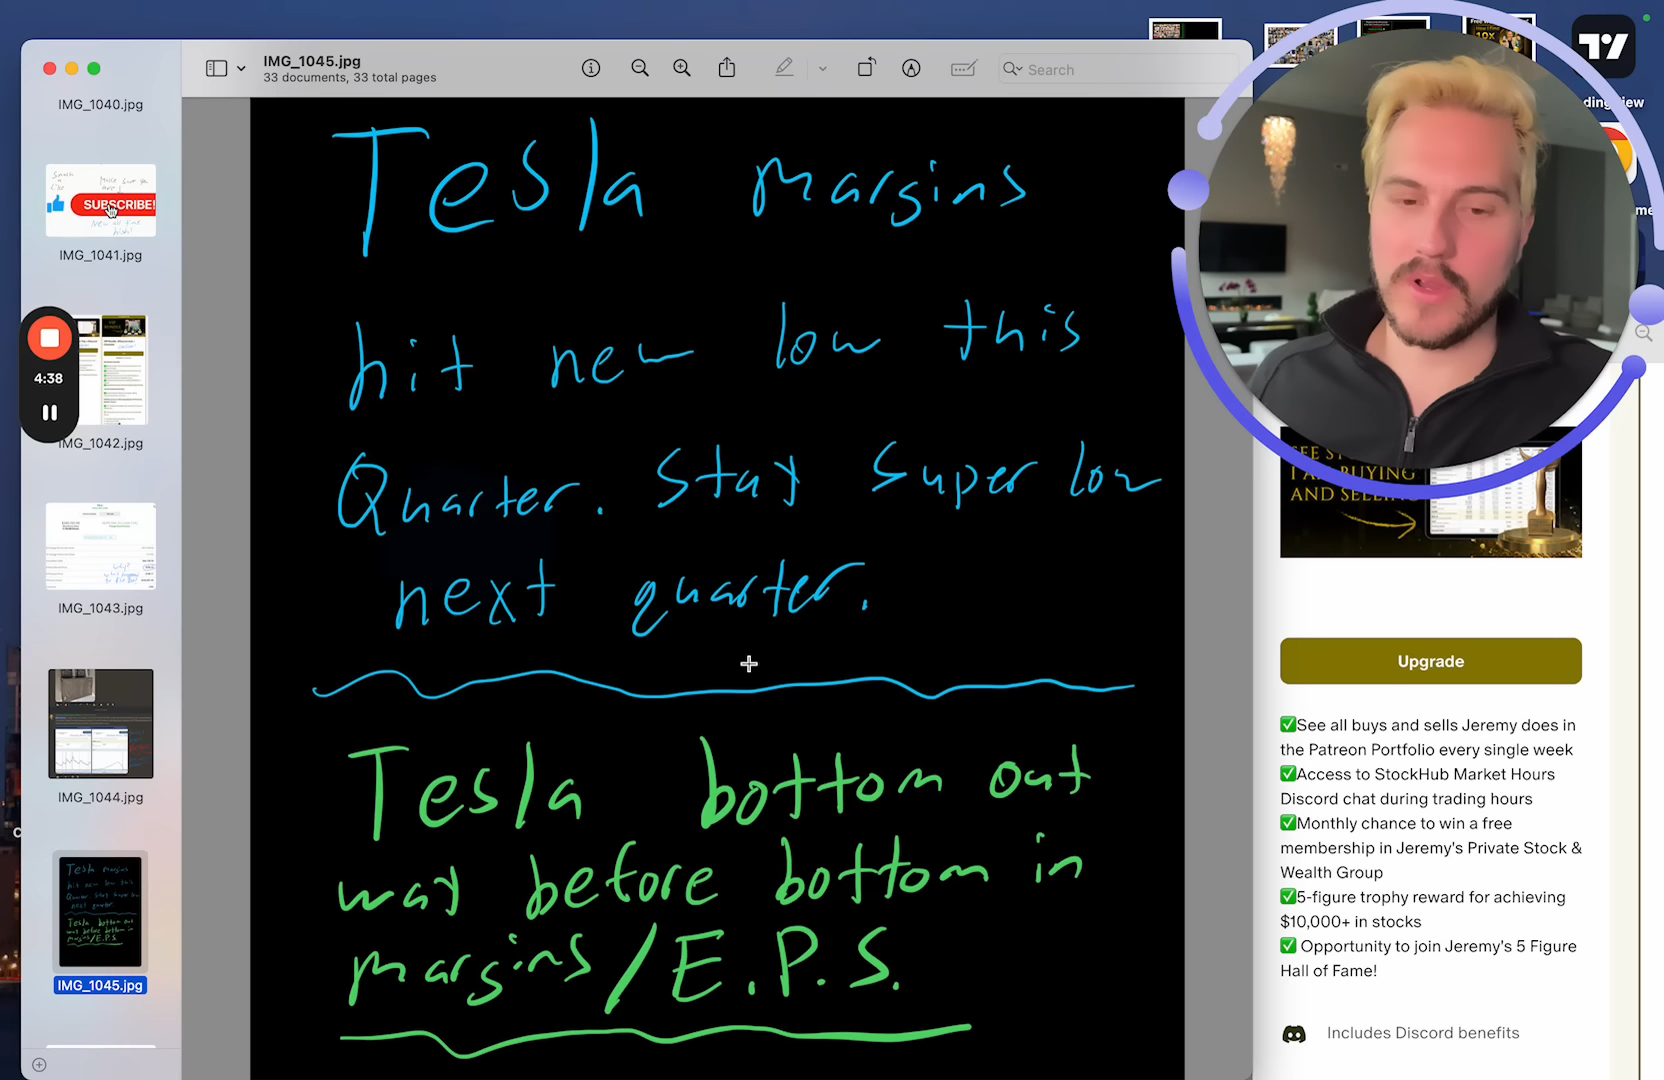 IMG_1045.jpg
33 documents, 33 total pages
Search
IMG_1040.jpg
SUBSCRIBE!
IMG_1041.jpg
4:38
IMG_1042.jpg
IMG_1043.jpg
IMG_1044.jpg
IMG_1045.jpg
Tesla margins
hit new low this
Quarter. Stay super low
next quarter.
Tesla bottom out
way before bottom in
margins/E.P.S.
I AM BUYING
AND SELLING
Upgrade
✅See all buys and sells Jeremy does in
the Patreon Portfolio every single week
✅Access to StockHub Market Hours
Discord chat during trading hours
✅Monthly chance to win a free
membership in Jeremy's Private Stock &
Wealth Group
✅5-figure trophy reward for achieving
$10,000+ in stocks
✅ Opportunity to join Jeremy's 5 Figure
Hall of Fame!
Includes Discord benefits